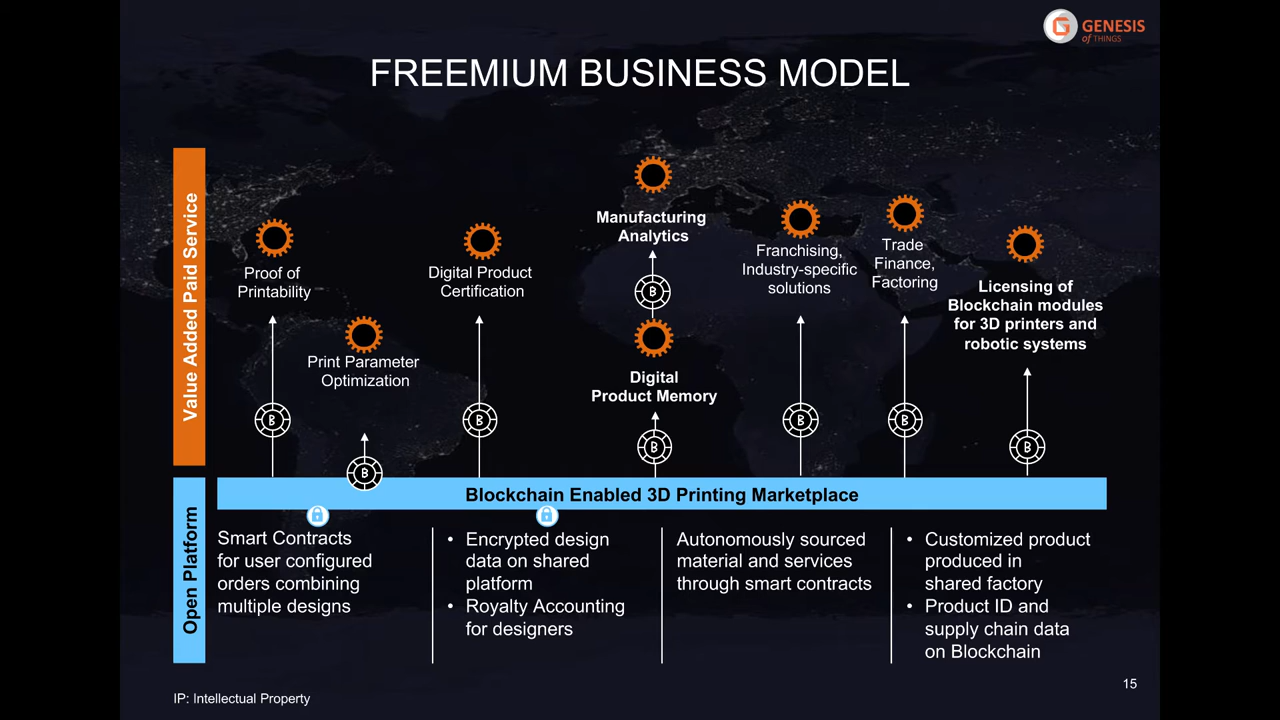 GENESIS
of THINGS
FREEMIUM BUSINESS MODEL
Value Added Paid Service
Proof of
Printability
Print Parameter
Optimization
Digital Product
Certification
Manufacturing
Analytics
Digital
Product Memory
Franchising,
Industry-specific
solutions
Trade
Finance,
Factoring
Licensing of
Blockchain modules
for 3D printers and
robotic systems
B
B
B
B
B
B
B
B
Open Platform
Blockchain Enabled 3D Printing Marketplace
Smart Contracts
for user configured
orders combining
multiple designs
• Encrypted design
data on shared
platform
• Royalty Accounting
for designers
Autonomously sourced
material and services
through smart contracts
• Customized product
produced in
shared factory
• Product ID and
supply chain data
on Blockchain
IP: Intellectual Property
15